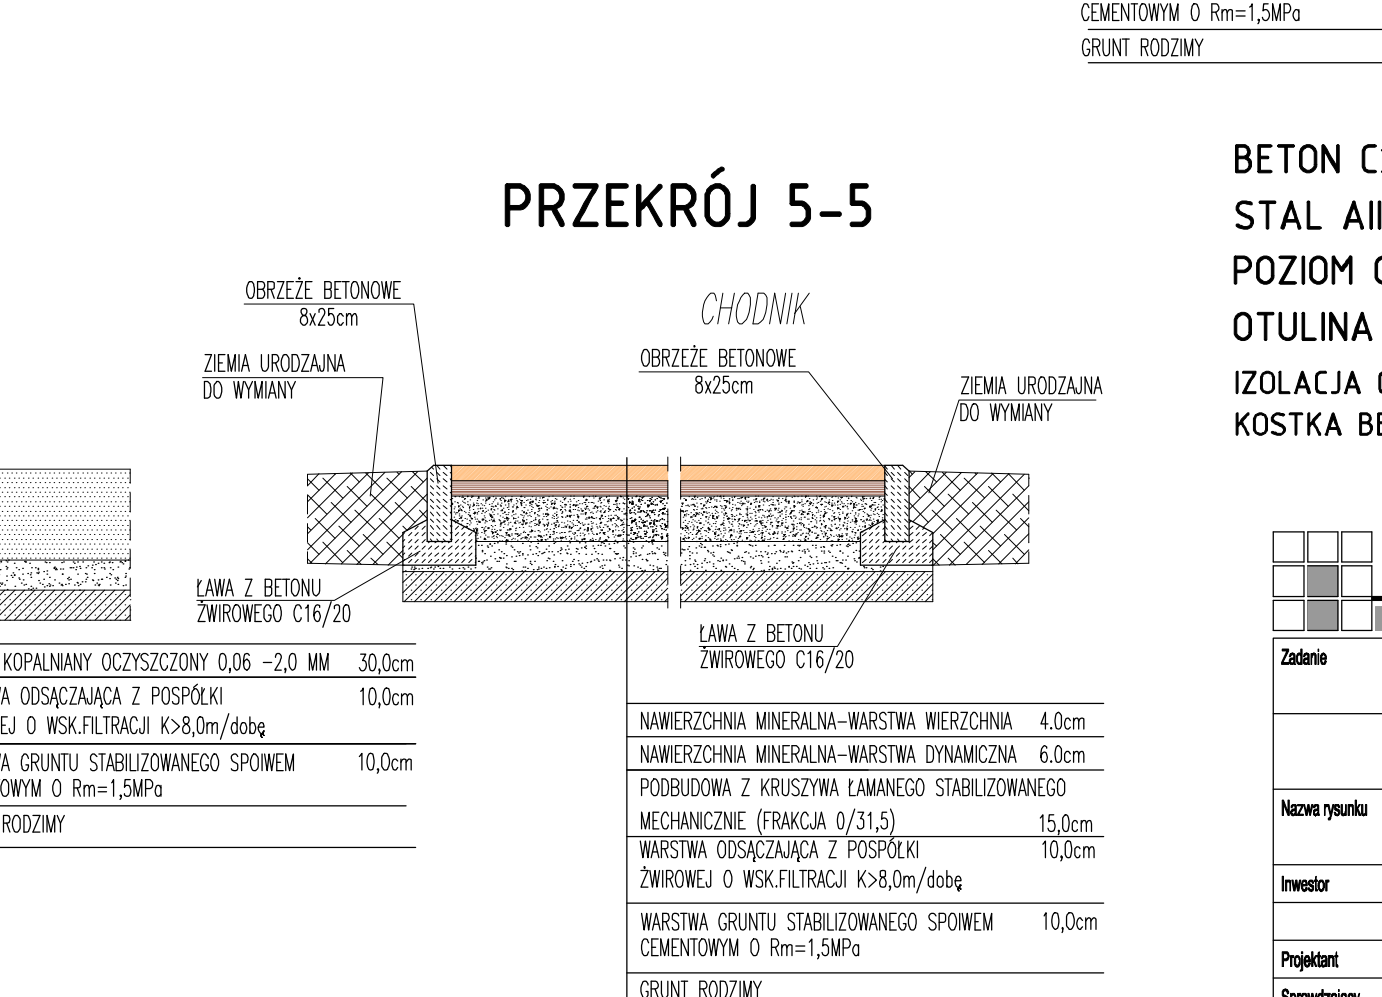 CEMENTOWYM O Rm=1,5MPa
GRUNT RODZIMY
PRZEKRÓJ 5-5
CHODNIK
OBRZEŻE BETONOWE
8x25cm
ZIEMIA URODZAJNA
DO WYMIANY
OBRZEŻE BETONOWE
8x25cm
ZIEMIA URODZAJNA
DO WYMIANY
ŁAWA Z BETONU
ŻWIROWEGO C16/20
ŁAWA Z BETONU
ŻWIROWEGO C16/20
KOPALNIANY OCZYSZCZONY 0,06 -2,0 MM 30,0cm
ODSĄCZAJĄCA Z POSPÓŁKI 10,0cm
O WSK.FILTRACJI K>8,0m/dobę
GRUNTU STABILIZOWANEGO SPOIWEM 10,0cm
O Rm=1,5MPa
RODZIMY
NAWIERZCHNIA MINERALNA-WARSTWA WIERZCHNIA 4.0cm
NAWIERZCHNIA MINERALNA-WARSTWA DYNAMICZNA 6.0cm
PODBUDOWA Z KRUSZYWA ŁAMANEGO STABILIZOWANEGO
MECHANICZNIE (FRAKCJA 0/31,5) 15,0cm
WARSTWA ODSĄCZAJĄCA Z POSPÓŁKI 10,0cm
ŻWIROWEJ O WSK.FILTRACJI K>8,0m/dobę
WARSTWA GRUNTU STABILIZOWANEGO SPOIWEM 10,0cm
CEMENTOWYM O Rm=1,5MPa
GRUNT RODZIMY
BETON
STAL
POZIOM
OTULINA
IZOLACJA
KOSTKA
Zadanie
Nazwa rysunku
Inwestor
Projektant
Sprawdzający